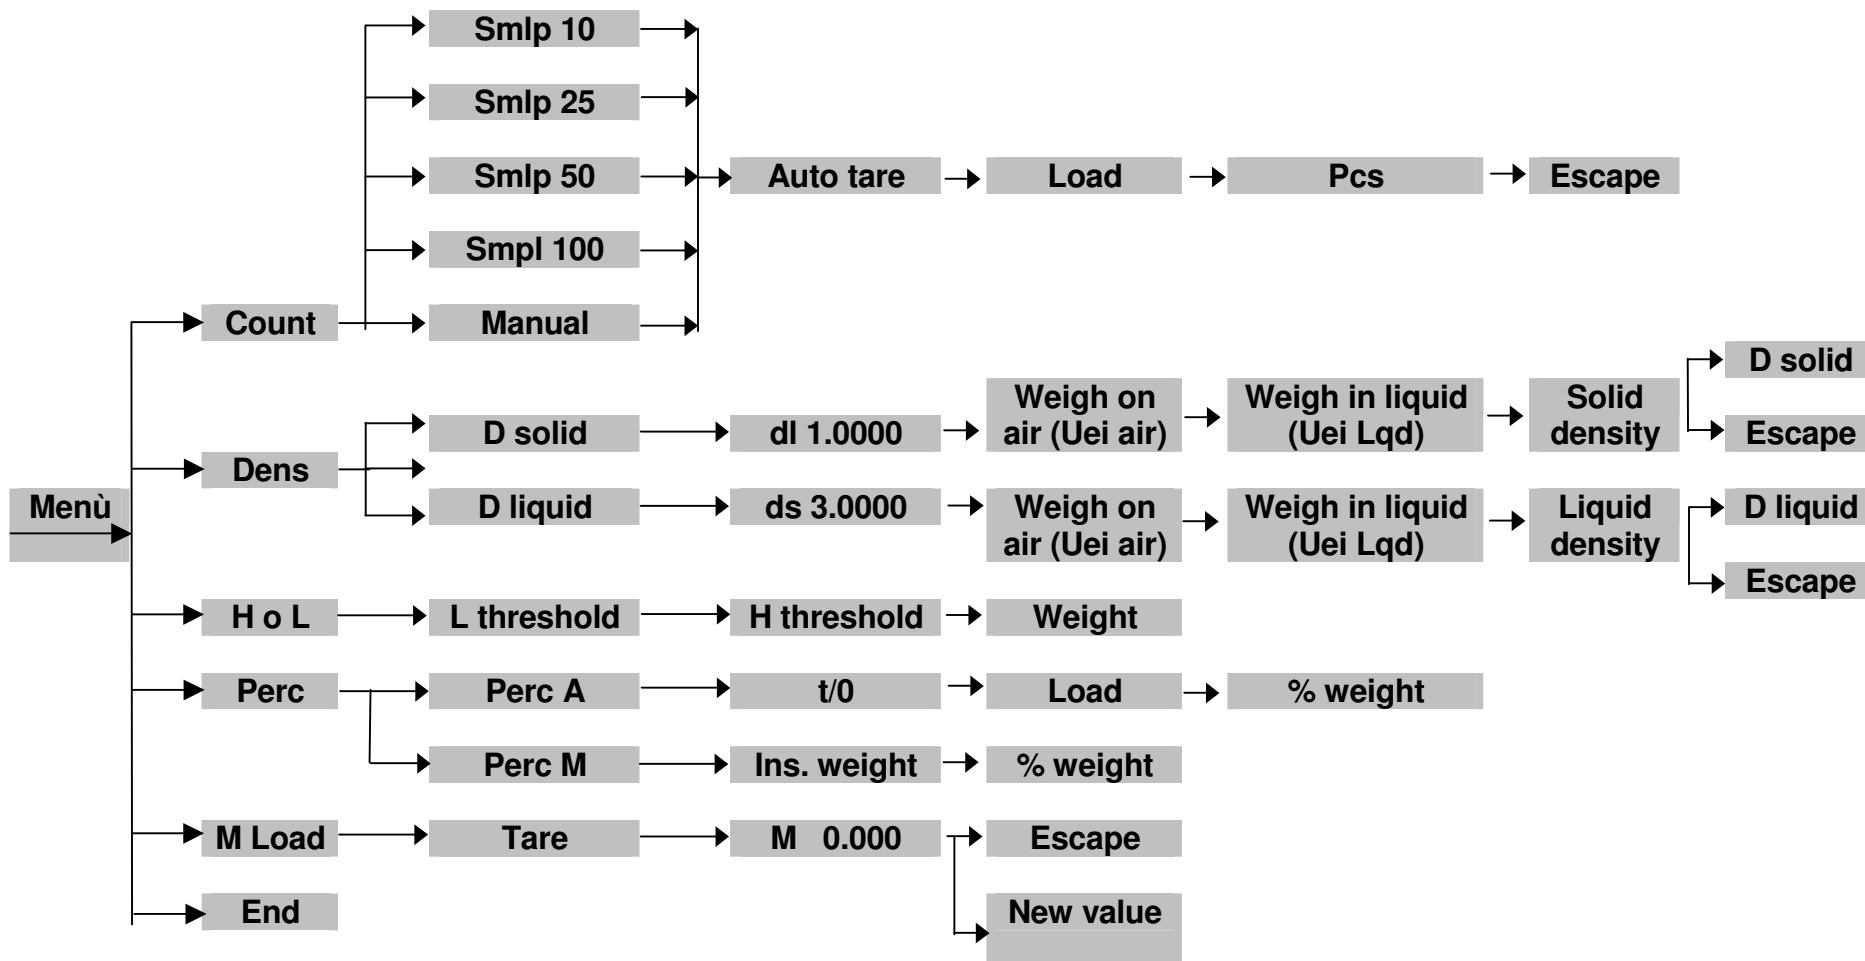 Smlp 10
Smlp 25
Smlp 50
Auto tare
Load
Pcs
Escape
Smpl 100
Count
Manual
D solid
Weigh on
air (Uei air)
Weigh in liquid
(Uei Lqd)
Solid
density
D solid
dl 1.0000
Escape
Dens
Menù
D liquid
ds 3.0000
Weigh on
air (Uei air)
Weigh in liquid
(Uei Lqd)
Liquid
density
D liquid
Escape
H o L
L threshold
H threshold
Weight
Perc
Perc A
t/0
Load
% weight
Perc M
Ins. weight
% weight
M Load
Tare
M 0.000
Escape
End
New value